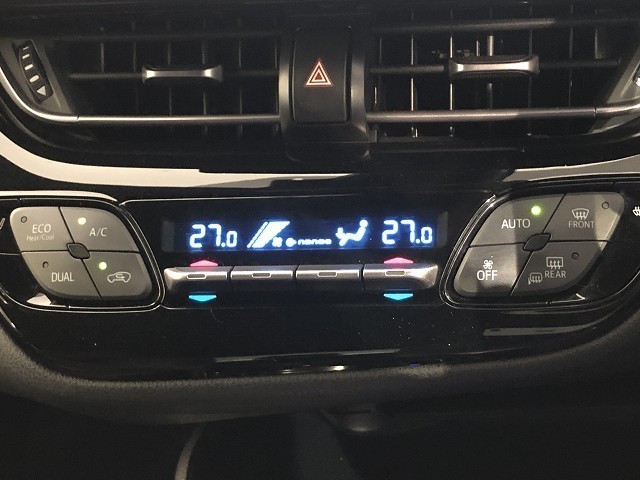 27.0
nanoe
27.0
ECO
Heat/Cool
A/C
DUAL
AUTO
FRONT
OFF
REAR